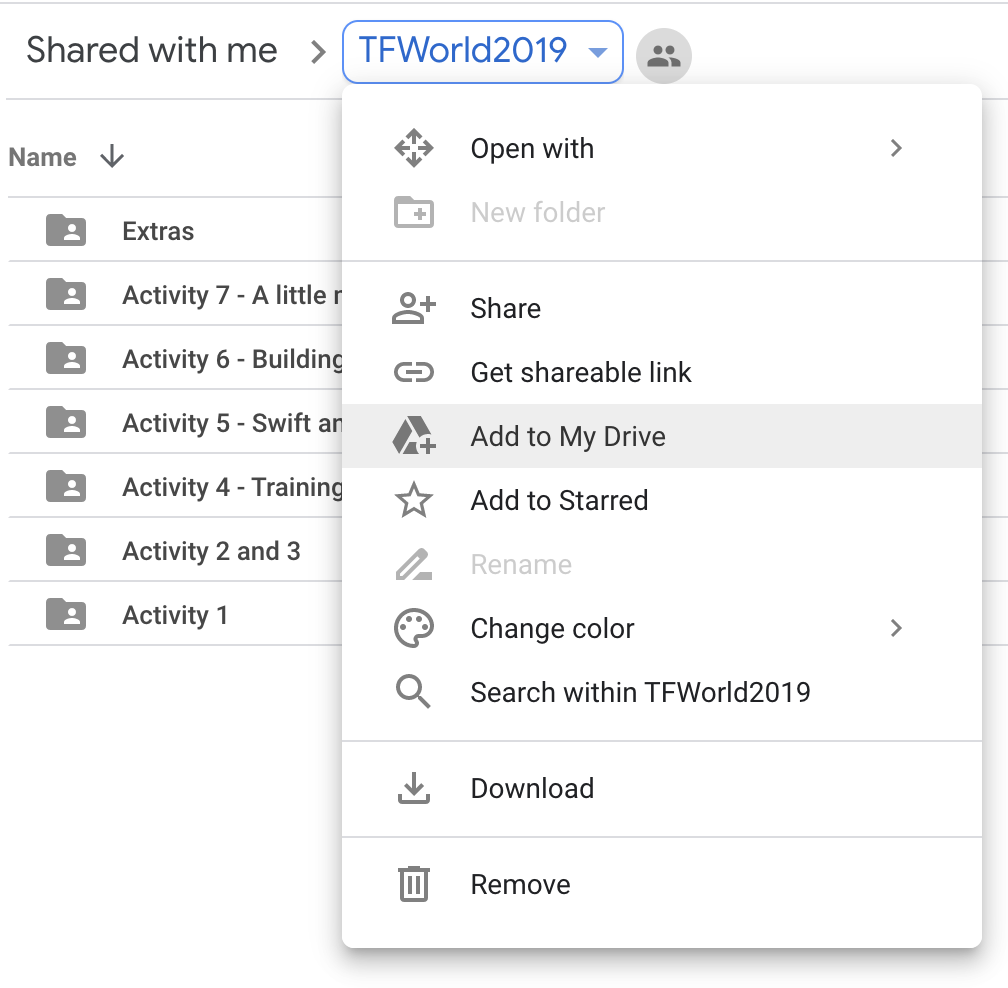 Shared with me > TFWorld2019
Name
Extras
Activity 7 - A little
Activity 6 - Building
Activity 5 - Swift
Activity 4 - Training
Activity 2 and 3
Activity 1
Open with
New folder
Share
Get shareable link
Add to My Drive
Add to Starred
Rename
Change color
Search within TFWorld2019
Download
Remove